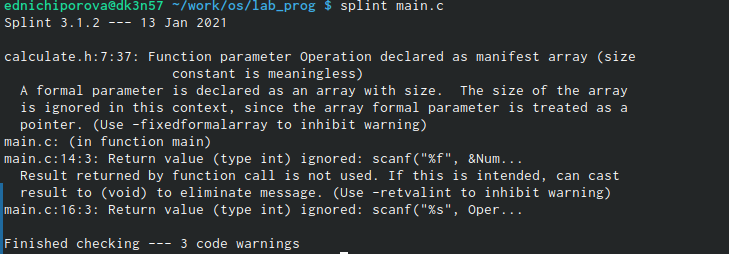 ednichiporova@dk3n57 ~/work/os/lab_prog $ splint main.c
Splint 3.1.2 --- 13 Jan 2021

calculate.h:7:37: Function parameter Operation declared as manifest array (size
                     constant is meaningless)
  A formal parameter is declared as an array with size.  The size of the array
  is ignored in this context, since the array formal parameter is treated as a
  pointer. (Use -fixedformalarray to inhibit warning)
main.c: (in function main)
main.c:14:3: Return value (type int) ignored: scanf("%f", &Num...
  Result returned by function call is not used. If this is intended, can cast
  result to (void) to eliminate message. (Use -retvalint to inhibit warning)
main.c:16:3: Return value (type int) ignored: scanf("%s", Oper...

Finished checking --- 3 code warnings